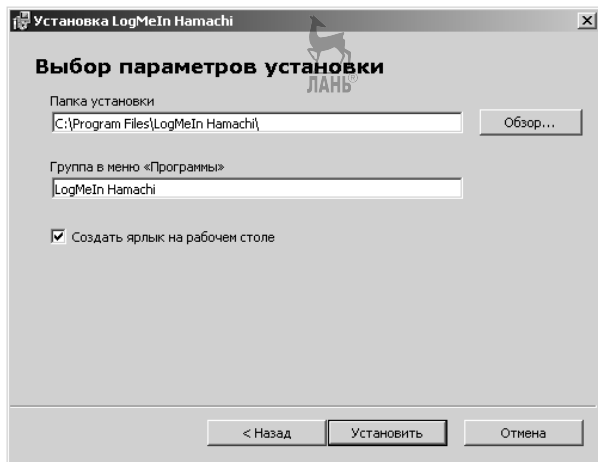 Установка LogMeIn Hamachi
Выбор параметров установки
ЛАНЬ®
Папка установки
C:\Program Files\LogMeIn Hamachi\
Обзор...
Группа в меню «Программы»
LogMeIn Hamachi
Создать ярлык на рабочем столе
< Назад
Установить
Отмена